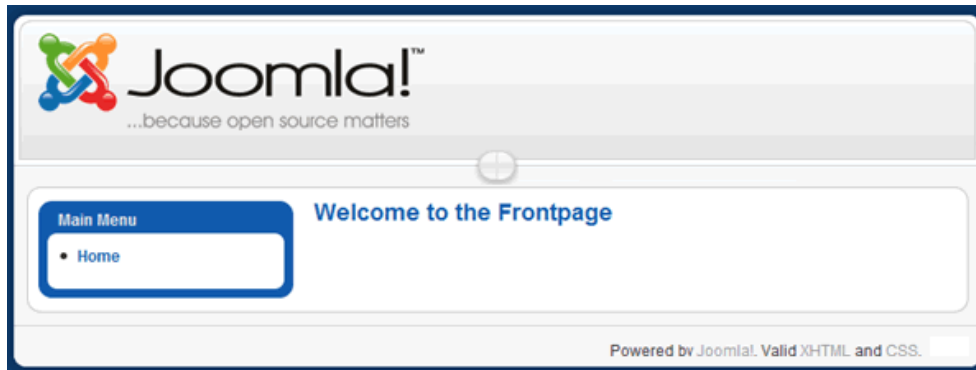 Joomla!™
...because open source matters
Main Menu
Welcome to the Frontpage
Home
Powered by Joomla!. Valid XHTML and CSS.